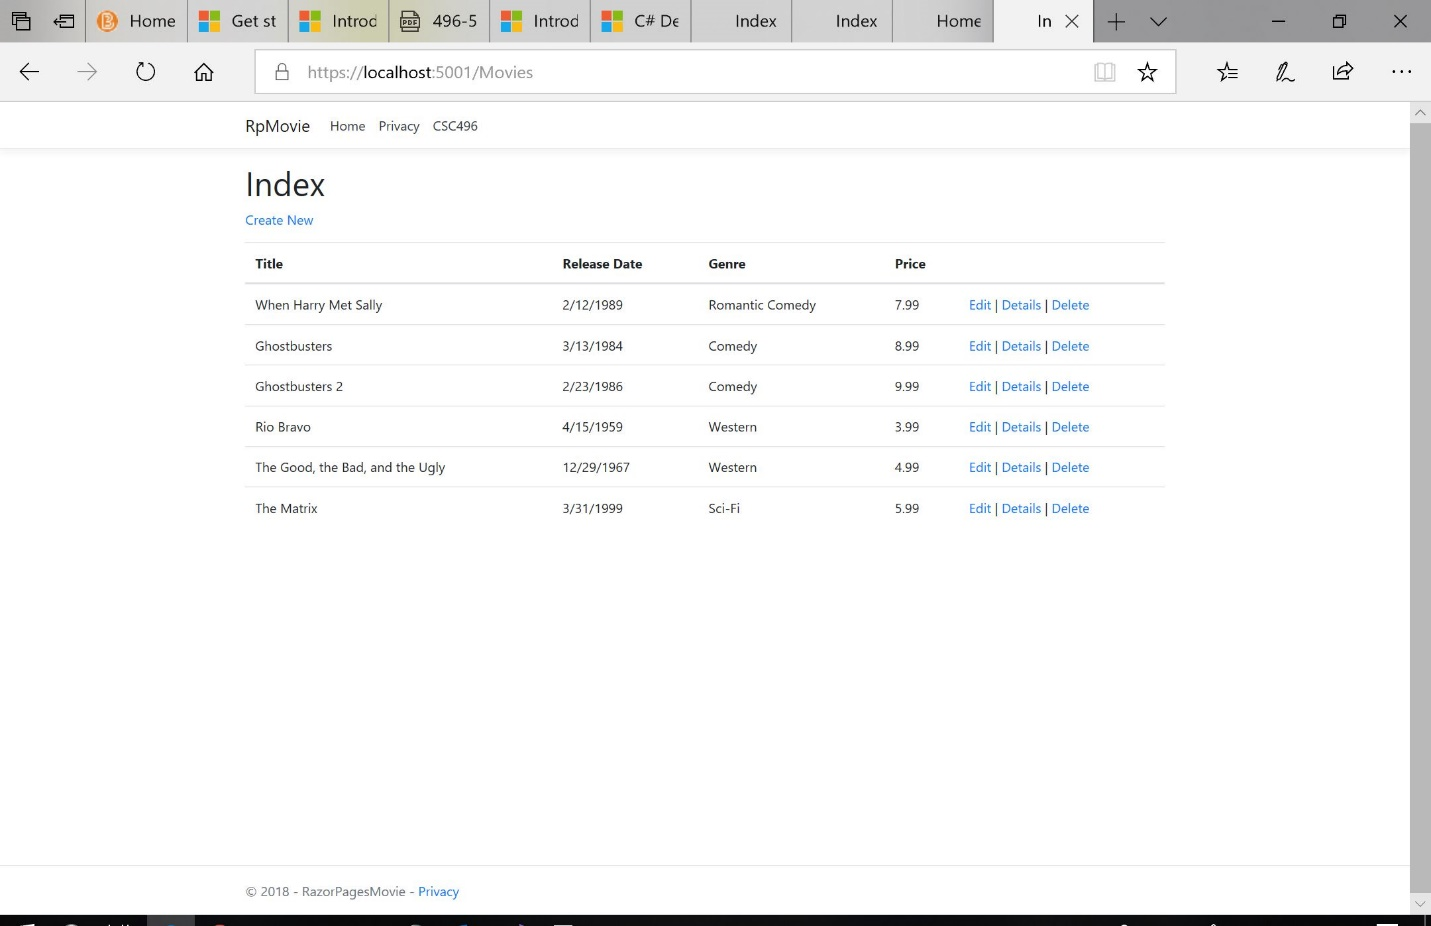 Home Get st Introd 496-5 Introd C# De Index Index Home In
PDF
https://localhost:5001/Movies
RpMovie Home Privacy CSC496
Index
Create New
Title Release Date Genre Price
When Harry Met Sally 2/12/1989 Romantic Comedy 7.99 Edit | Details | Delete
Ghostbusters 3/13/1984 Comedy 8.99 Edit | Details | Delete
Ghostbusters 2 2/23/1986 Comedy 9.99 Edit | Details | Delete
Rio Bravo 4/15/1959 Western 3.99 Edit | Details | Delete
The Good, the Bad, and the Ugly 12/29/1967 Western 4.99 Edit | Details | Delete
The Matrix 3/31/1999 Sci-Fi 5.99 Edit | Details | Delete
© 2018 - RazorPagesMovie - Privacy